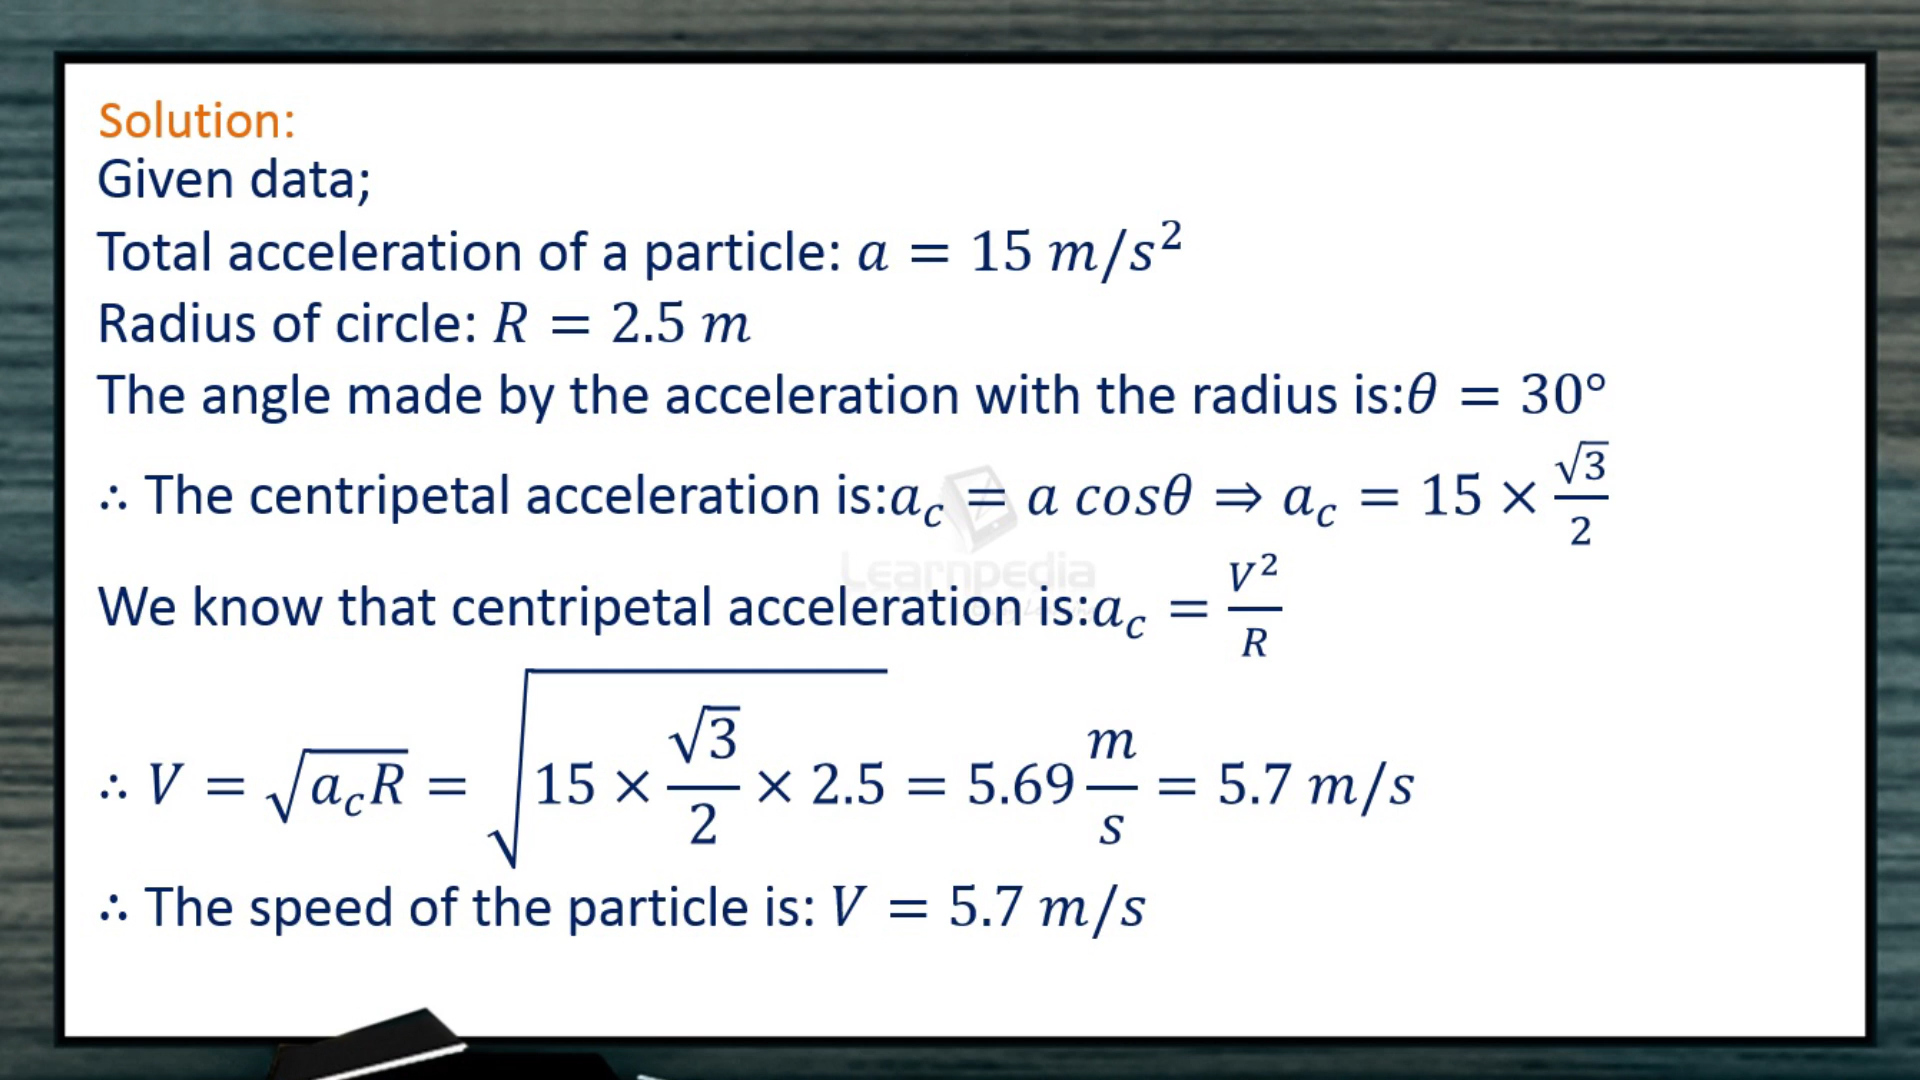 Solution:
Given data;
Total acceleration of a particle: a = 15 m/s²
Radius of circle: R = 2.5 m
The angle made by the acceleration with the radius is:θ = 30°
∴ The centripetal acceleration is:a_c = a cosθ ⇒ a_c = 15 × √3/2
We know that centripetal acceleration is:a_c = V²/R
∴ V = √(a_c R) = √(15 × √3/2 × 2.5) = 5.69 m/s = 5.7 m/s
∴ The speed of the particle is: V = 5.7 m/s
Learnpedia